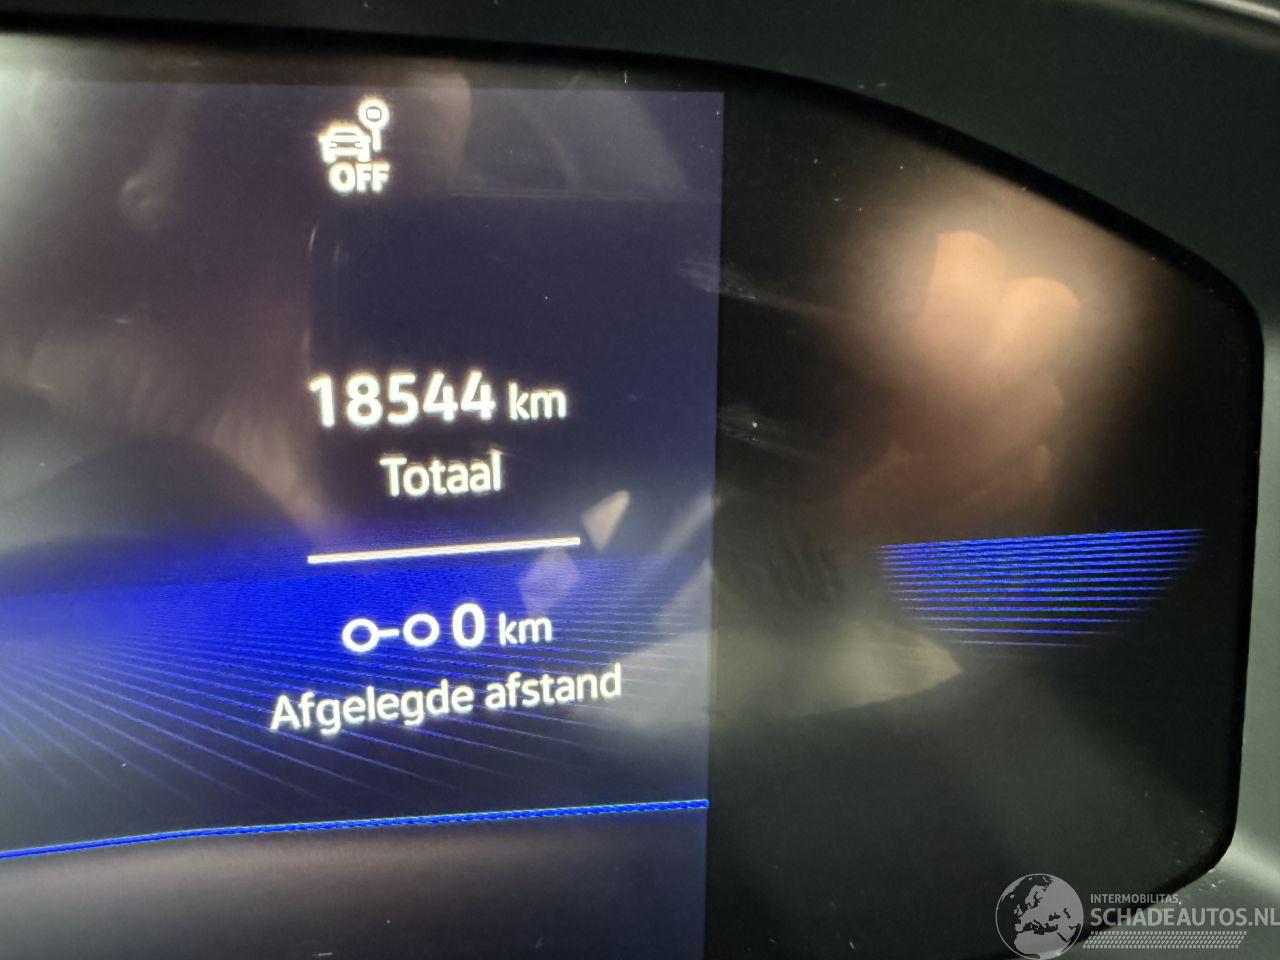 OFF
18544 km
Totaal
0 km
Afgelegde afstand
INTERMOBILITAS
SCHADEAUTOS.NL